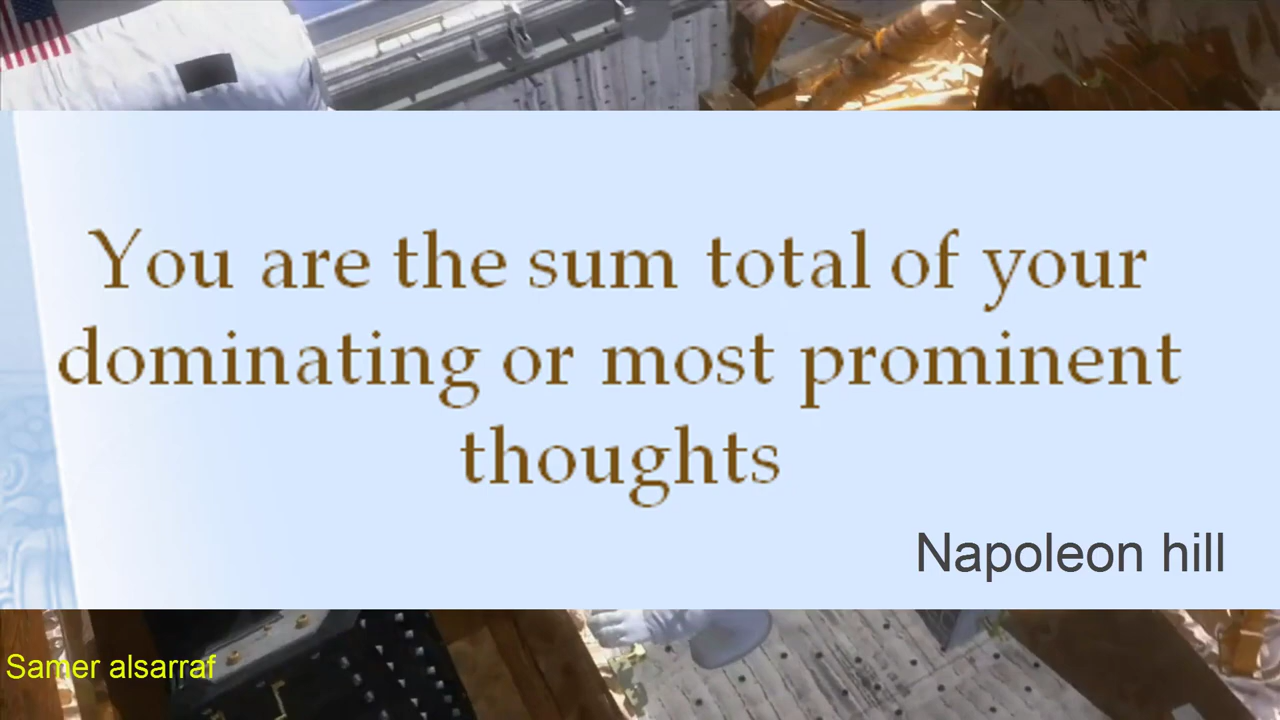 You are the sum total of your
dominating or most prominent
thoughts
Napoleon hill
Samer alsarraf